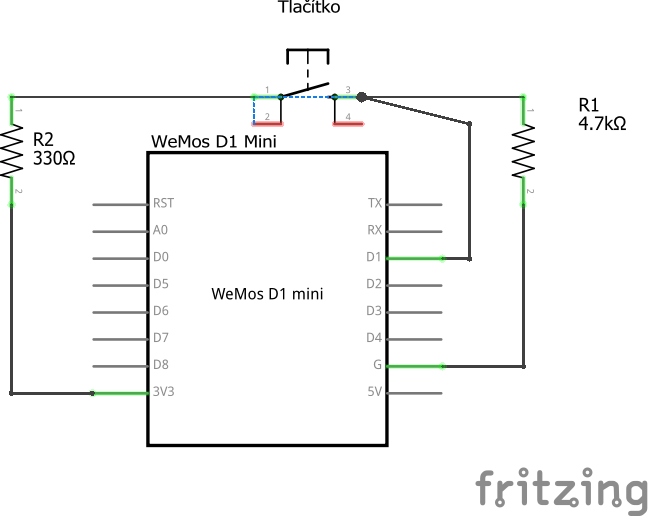 Tlačítko
1
3
2
4
1
1
R1
4.7kΩ
R2
330Ω
2
2
WeMos D1 Mini
RST
TX
A0
RX
D0
D1
D5
D2
WeMos D1 mini
D6
D3
D7
D4
D8
G
3V3
5V
fritzing